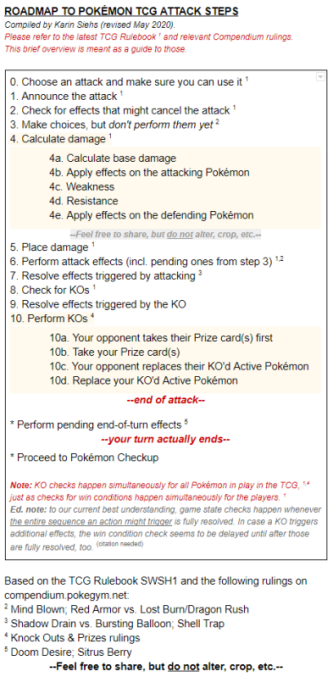 ROADMAP TO POKÉMON TCG ATTACK STEPS
Compiled by Karin Siehs (revised May 2020).
Please refer to the latest TCG Rulebook ¹ and relevant Compendium rulings.
This brief overview is meant as a guide to those.
0. Choose an attack and make sure you can use it ¹
1. Announce the attack ¹
2. Check for effects that might cancel the attack ¹
3. Make choices, but don't perform them yet ²
4. Calculate damage ¹
4a. Calculate base damage
4b. Apply effects on the attacking Pokémon
4c. Weakness
4d. Resistance
4e. Apply effects on the defending Pokémon
--Feel free to share, but do not alter, crop, etc.--
5. Place damage ¹
6. Perform attack effects (incl. pending ones from step 3) ¹,²
7. Resolve effects triggered by attacking ³
8. Check for KOs ¹
9. Resolve effects triggered by the KO
10. Perform KOs ⁴
10a. Your opponent takes their Prize card(s) first
10b. Take your Prize card(s)
10c. Your opponent replaces their KO'd Active Pokémon
10d. Replace your KO'd Active Pokémon
--end of attack--
* Perform pending end-of-turn effects ⁵
--your turn actually ends--
* Proceed to Pokémon Checkup
Note: KO checks happen simultaneously for all Pokémon in play in the TCG, ¹,⁴
just as checks for win conditions happen simultaneously for the players. ¹
Ed. note: to our current best understanding, game state checks happen whenever
the entire sequence an action might trigger is fully resolved. In case a KO triggers
additional effects, the win condition check seems to be delayed until after those
are fully resolved, too. (citation needed)
Based on the TCG Rulebook SWSH1 and the following rulings on
compendium.pokegym.net:
² Mind Blown; Red Armor vs. Lost Burn/Dragon Rush
³ Shadow Drain vs. Bursting Balloon; Shell Trap
⁴ Knock Outs & Prizes rulings
⁵ Doom Desire; Sitrus Berry
--Feel free to share, but do not alter, crop, etc.--